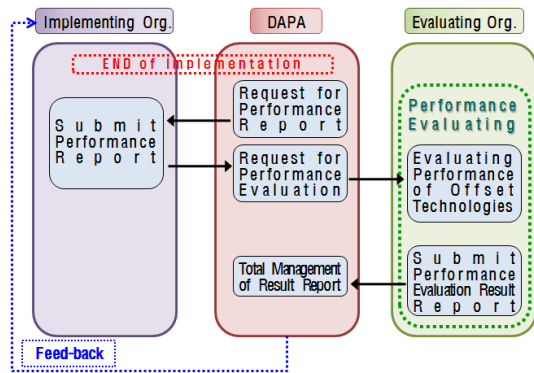 Implementing Org.
DAPA
Evaluating Org.
END of implementation
Request for
Performance
Report
Submit
Performance
Report
Request for
Performance
Evaluation
Performance
Evaluating
Evaluating
Performance
of Offset
Technologies
Total Management
of Result Report
Submit
Performance
Evaluation Result
Report
Feed-back